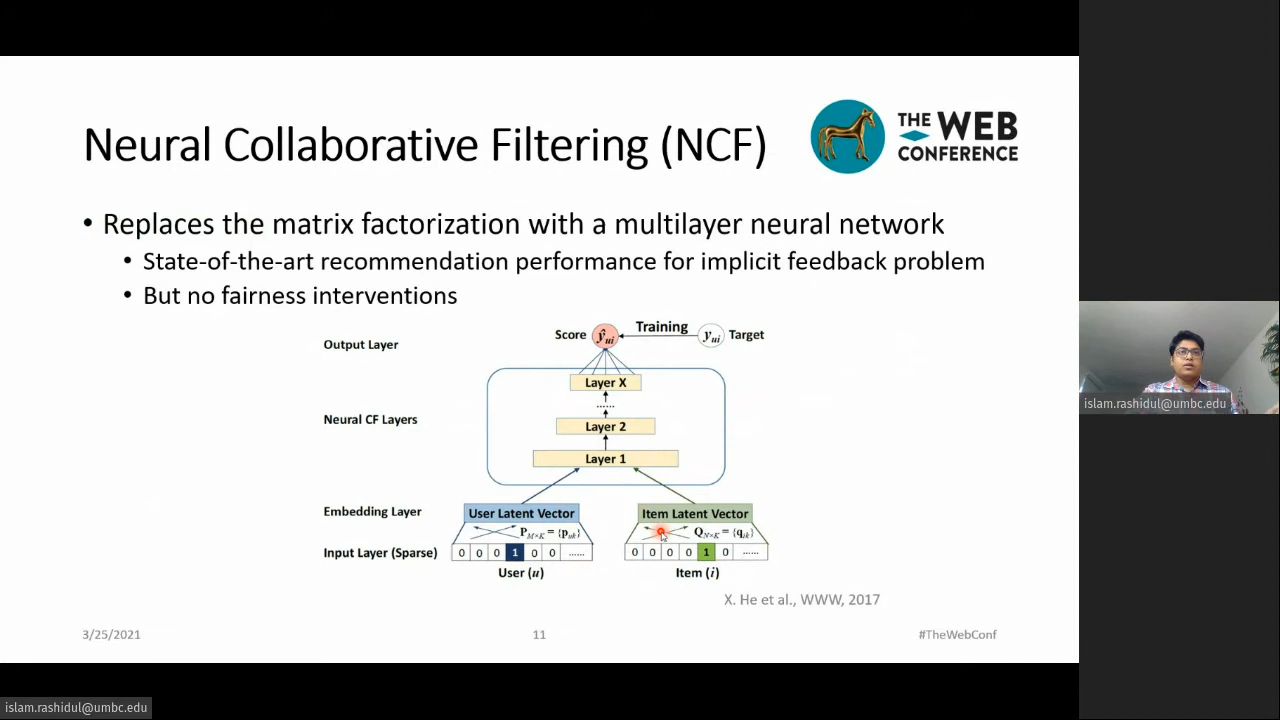 Neural Collaborative Filtering (NCF)
THE WEB
CONFERENCE
• Replaces the matrix factorization with a multilayer neural network
• State-of-the-art recommendation performance for implicit feedback problem
• But no fairness interventions
Output Layer
Score
ŷui
Training
yui
Target
Layer X
......
Neural CF Layers
Layer 2
Layer 1
Embedding Layer
User Latent Vector
Item Latent Vector
P M×K = {p uk}
Q N×K = {q ik}
Input Layer (Sparse)
0 0 0 1 0 0 ......
0 0 0 0 1 0 ......
User (u)
Item (i)
X. He et al., WWW, 2017
3/25/2021
11
#TheWebConf
islam.rashidul@umbc.edu
islam.rashidul@umbc.edu